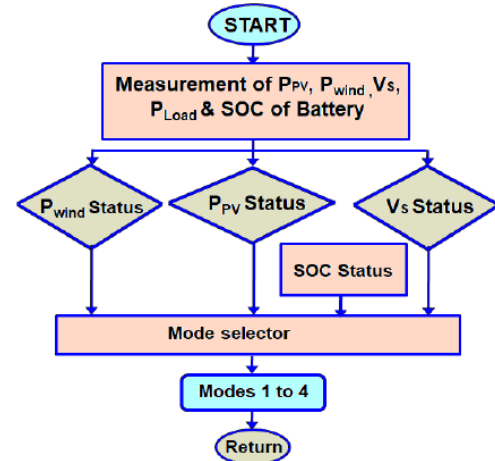 START
Measurement of PPV, Pwind, Vs,
PLoad & SOC of Battery
Pwind Status
PPV Status
Vs Status
SOC Status
Mode selector
Modes 1 to 4
Return